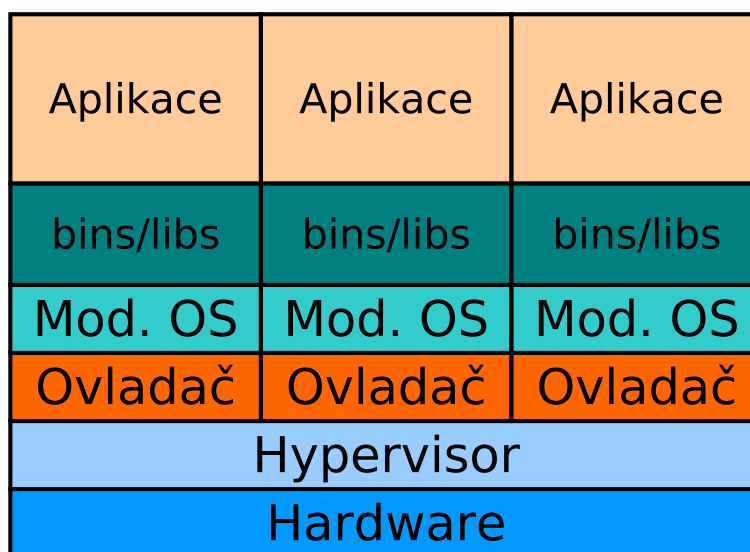 Aplikace Aplikace Aplikace
bins/libs bins/libs bins/libs
Mod. OS Mod. OS Mod. OS
Ovladač Ovladač Ovladač
Hypervisor
Hardware